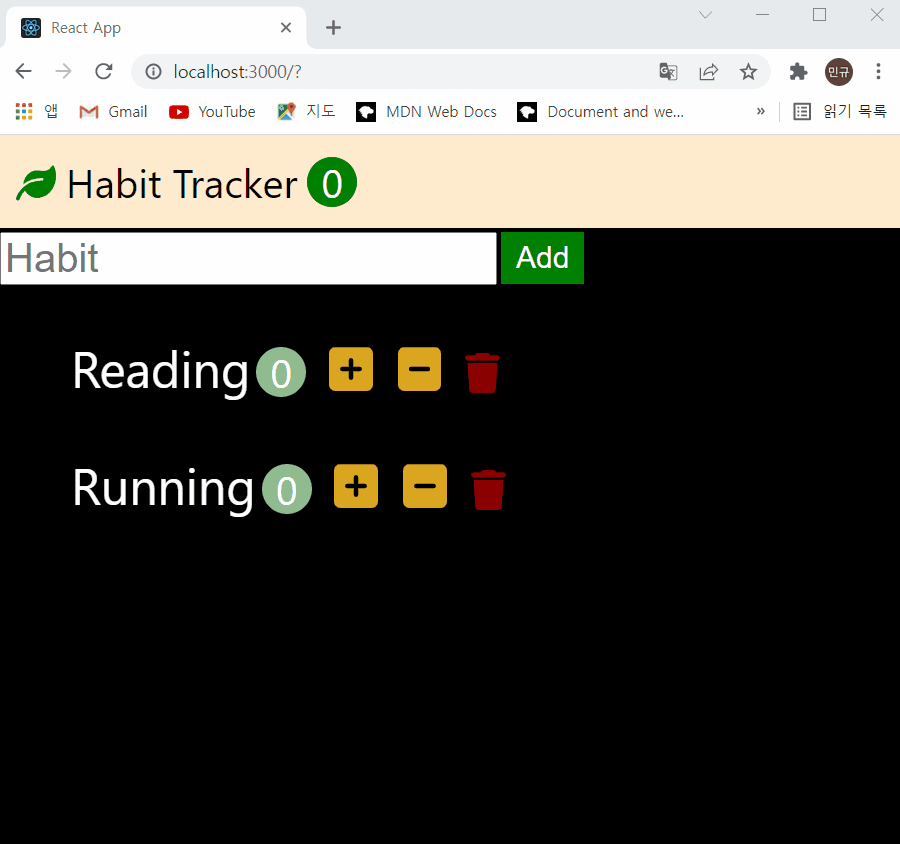 React App
localhost:3000/?
민규
앱 Gmail YouTube 지도 MDN Web Docs Document and we... » 읽기 목록
Habit Tracker 0
Habit Add
Reading 0
Running 0